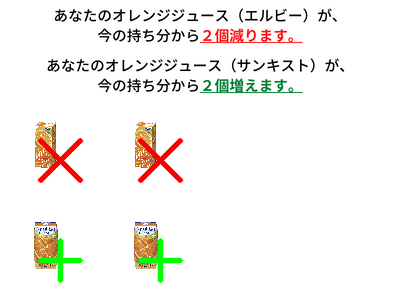 あなたのオレンジジュース（エルビー）が、
今の持ち分から２個減ります。
あなたのオレンジジュース（サンキスト）が、
今の持ち分から２個増えます。